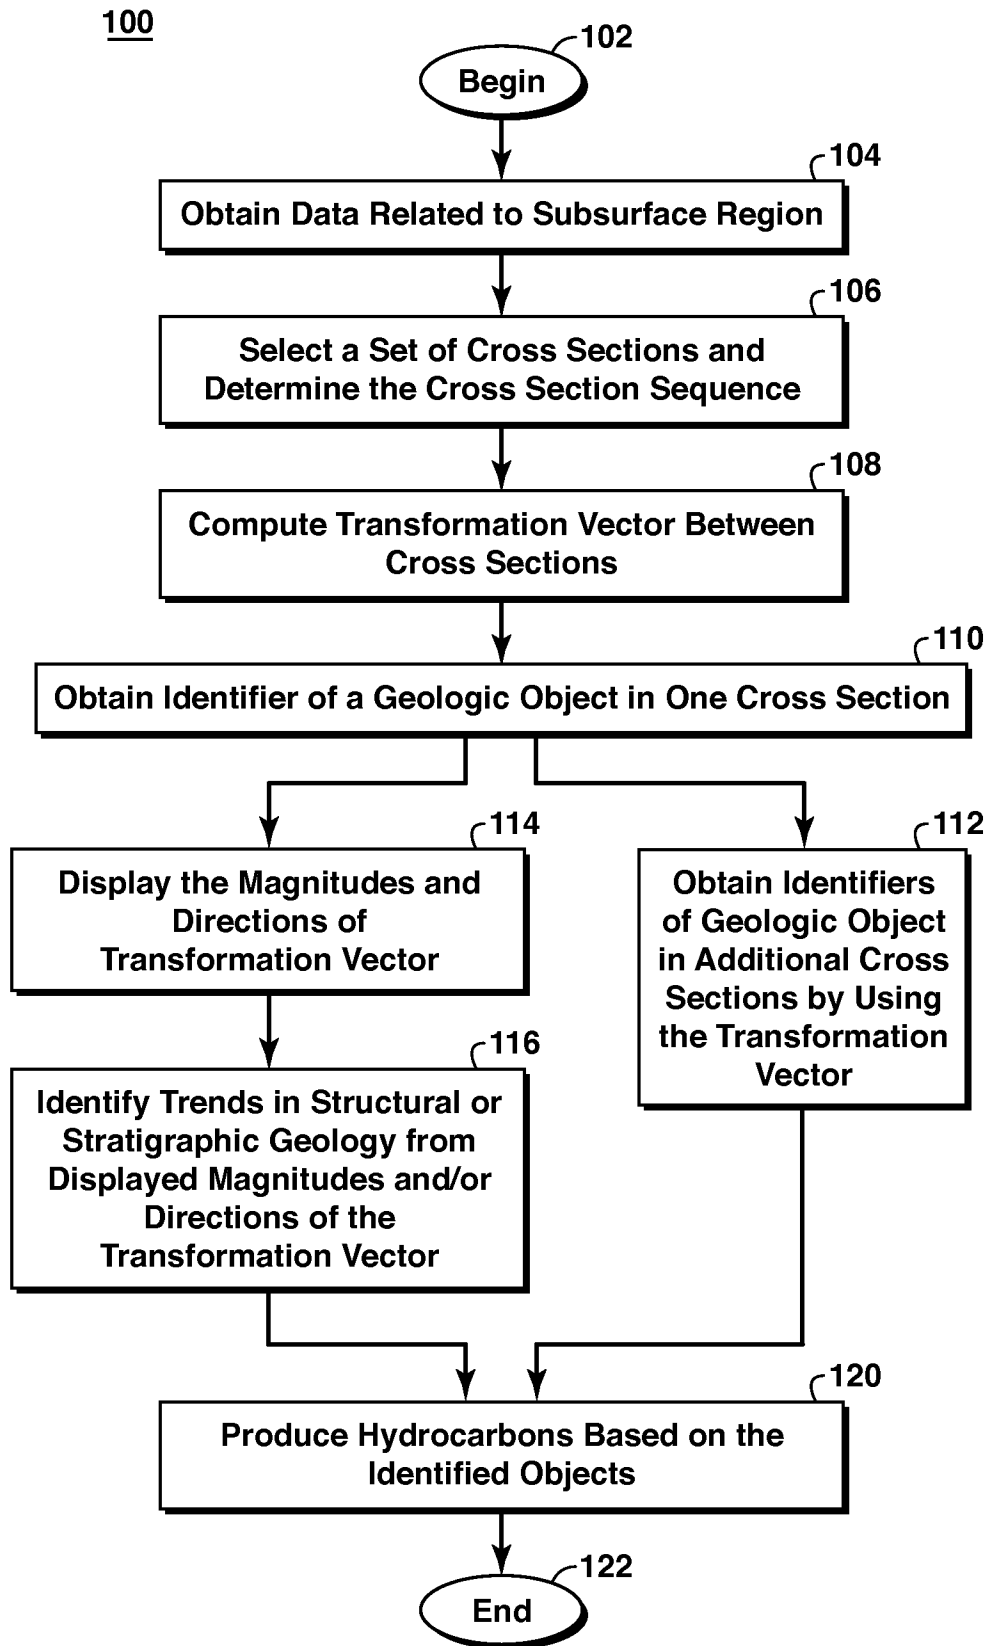 100
102
Begin
104
Obtain Data Related to Subsurface Region
106
Select a Set of Cross Sections and
Determine the Cross Section Sequence
108
Compute Transformation Vector Between
Cross Sections
110
Obtain Identifier of a Geologic Object in One Cross Section
114
Display the Magnitudes and
Directions of
Transformation Vector
116
Identify Trends in Structural or
Stratigraphic Geology from
Displayed Magnitudes and/or
Directions of the
Transformation Vector
112
Obtain Identifiers
of Geologic Object
in Additional Cross
Sections by Using
the Transformation
Vector
120
Produce Hydrocarbons Based on the
Identified Objects
122
End